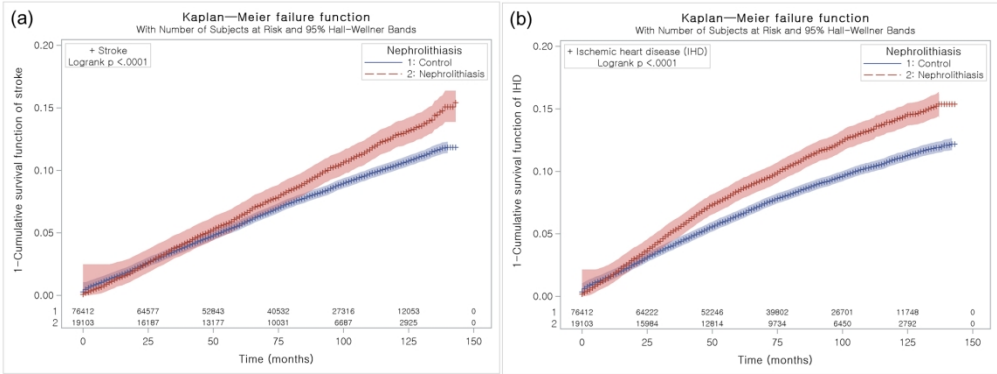 (a)
Kaplan—Meier failure function
With Number of Subjects at Risk and 95% Hall-Wellner Bands
+ Stroke
Logrank p <.0001
Nephrolithiasis
1: Control
2: Nephrolithiasis
1-Cumulative survival function of stroke
0.20
0.15
0.10
0.05
0.00
1 76412 64577 52843 40532 27316 12053 0
2 19103 16187 13177 10031 6687 2925 0
0 25 50 75 100 125 150
Time (months)
(b)
Kaplan—Meier failure function
With Number of Subjects at Risk and 95% Hall-Wellner Bands
+ Ischemic heart disease (IHD)
Logrank p <.0001
Nephrolithiasis
1: Control
2: Nephrolithiasis
1-Cumulative survival function of IHD
0.20
0.15
0.10
0.05
0.00
1 76412 64222 52246 39802 26701 11748 0
2 19103 15984 12814 9734 6450 2792 0
0 25 50 75 100 125 150
Time (months)